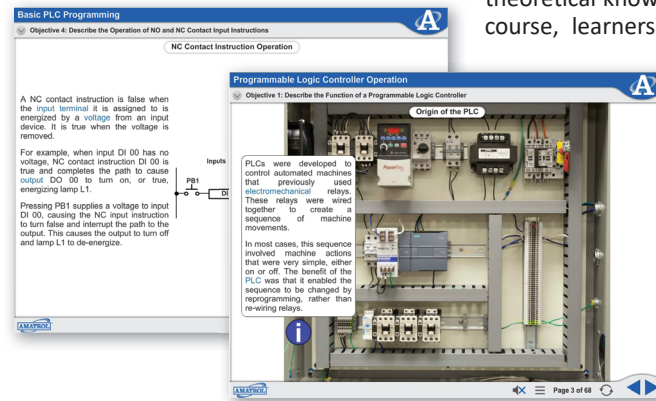 theoretical know
course, learners
Basic PLC Programming
Objective 4: Describe the Operation of NO and NC Contact Input Instructions
NC Contact Instruction Operation
A NC contact instruction is false when
the input terminal it is assigned to is
energized by a voltage from an input
device. It is true when the voltage is
removed.
For example, when input DI 00 has no
voltage, NC contact instruction DI 00 is
true and completes the path to cause
output DO 00 to turn on, or true,
energizing lamp L1.
Pressing PB1 supplies a voltage to input
DI 00, causing the NC input instruction
to turn false and interrupt the path to the
output. This causes the output to turn off
and lamp L1 to de-energize.
Inputs
PB1
DI
AMATROL
Programmable Logic Controller Operation
Objective 1: Describe the Function of a Programmable Logic Controller
Origin of the PLC
PLCs were developed to
control automated machines
that previously used
electromechanical relays.
These relays were wired
together to create a
sequence of machine
movements.
In most cases, this sequence
involved machine actions
that were very simple, either
on or off. The benefit of the
PLC was that it enabled the
sequence to be changed by
reprogramming, rather than
re-wiring relays.
i
AMATROL
Page 3 of 68